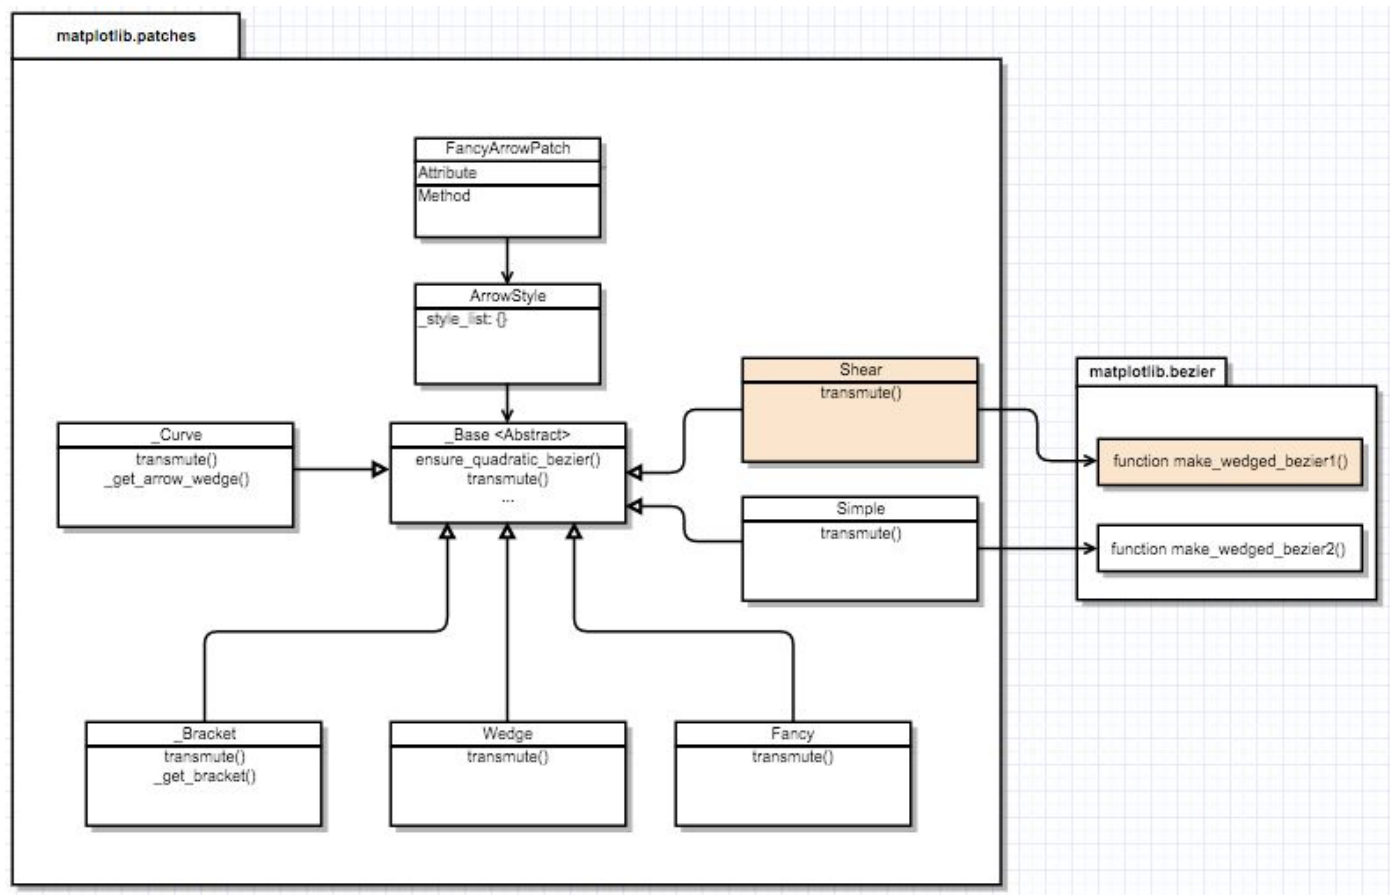 matplotlib.patches
FancyArrowPatch
Attribute
Method
ArrowStyle
_style_list: {}
Shear
transmute()
matplotlib.bezier
_Curve
transmute()
_get_arrow_wedge()
_Base <Abstract>
ensure_quadratic_bezier()
transmute()
...
function make_wedged_bezier1()
Simple
transmute()
function make_wedged_bezier2()
_Bracket
transmute()
_get_bracket()
Wedge
transmute()
Fancy
transmute()